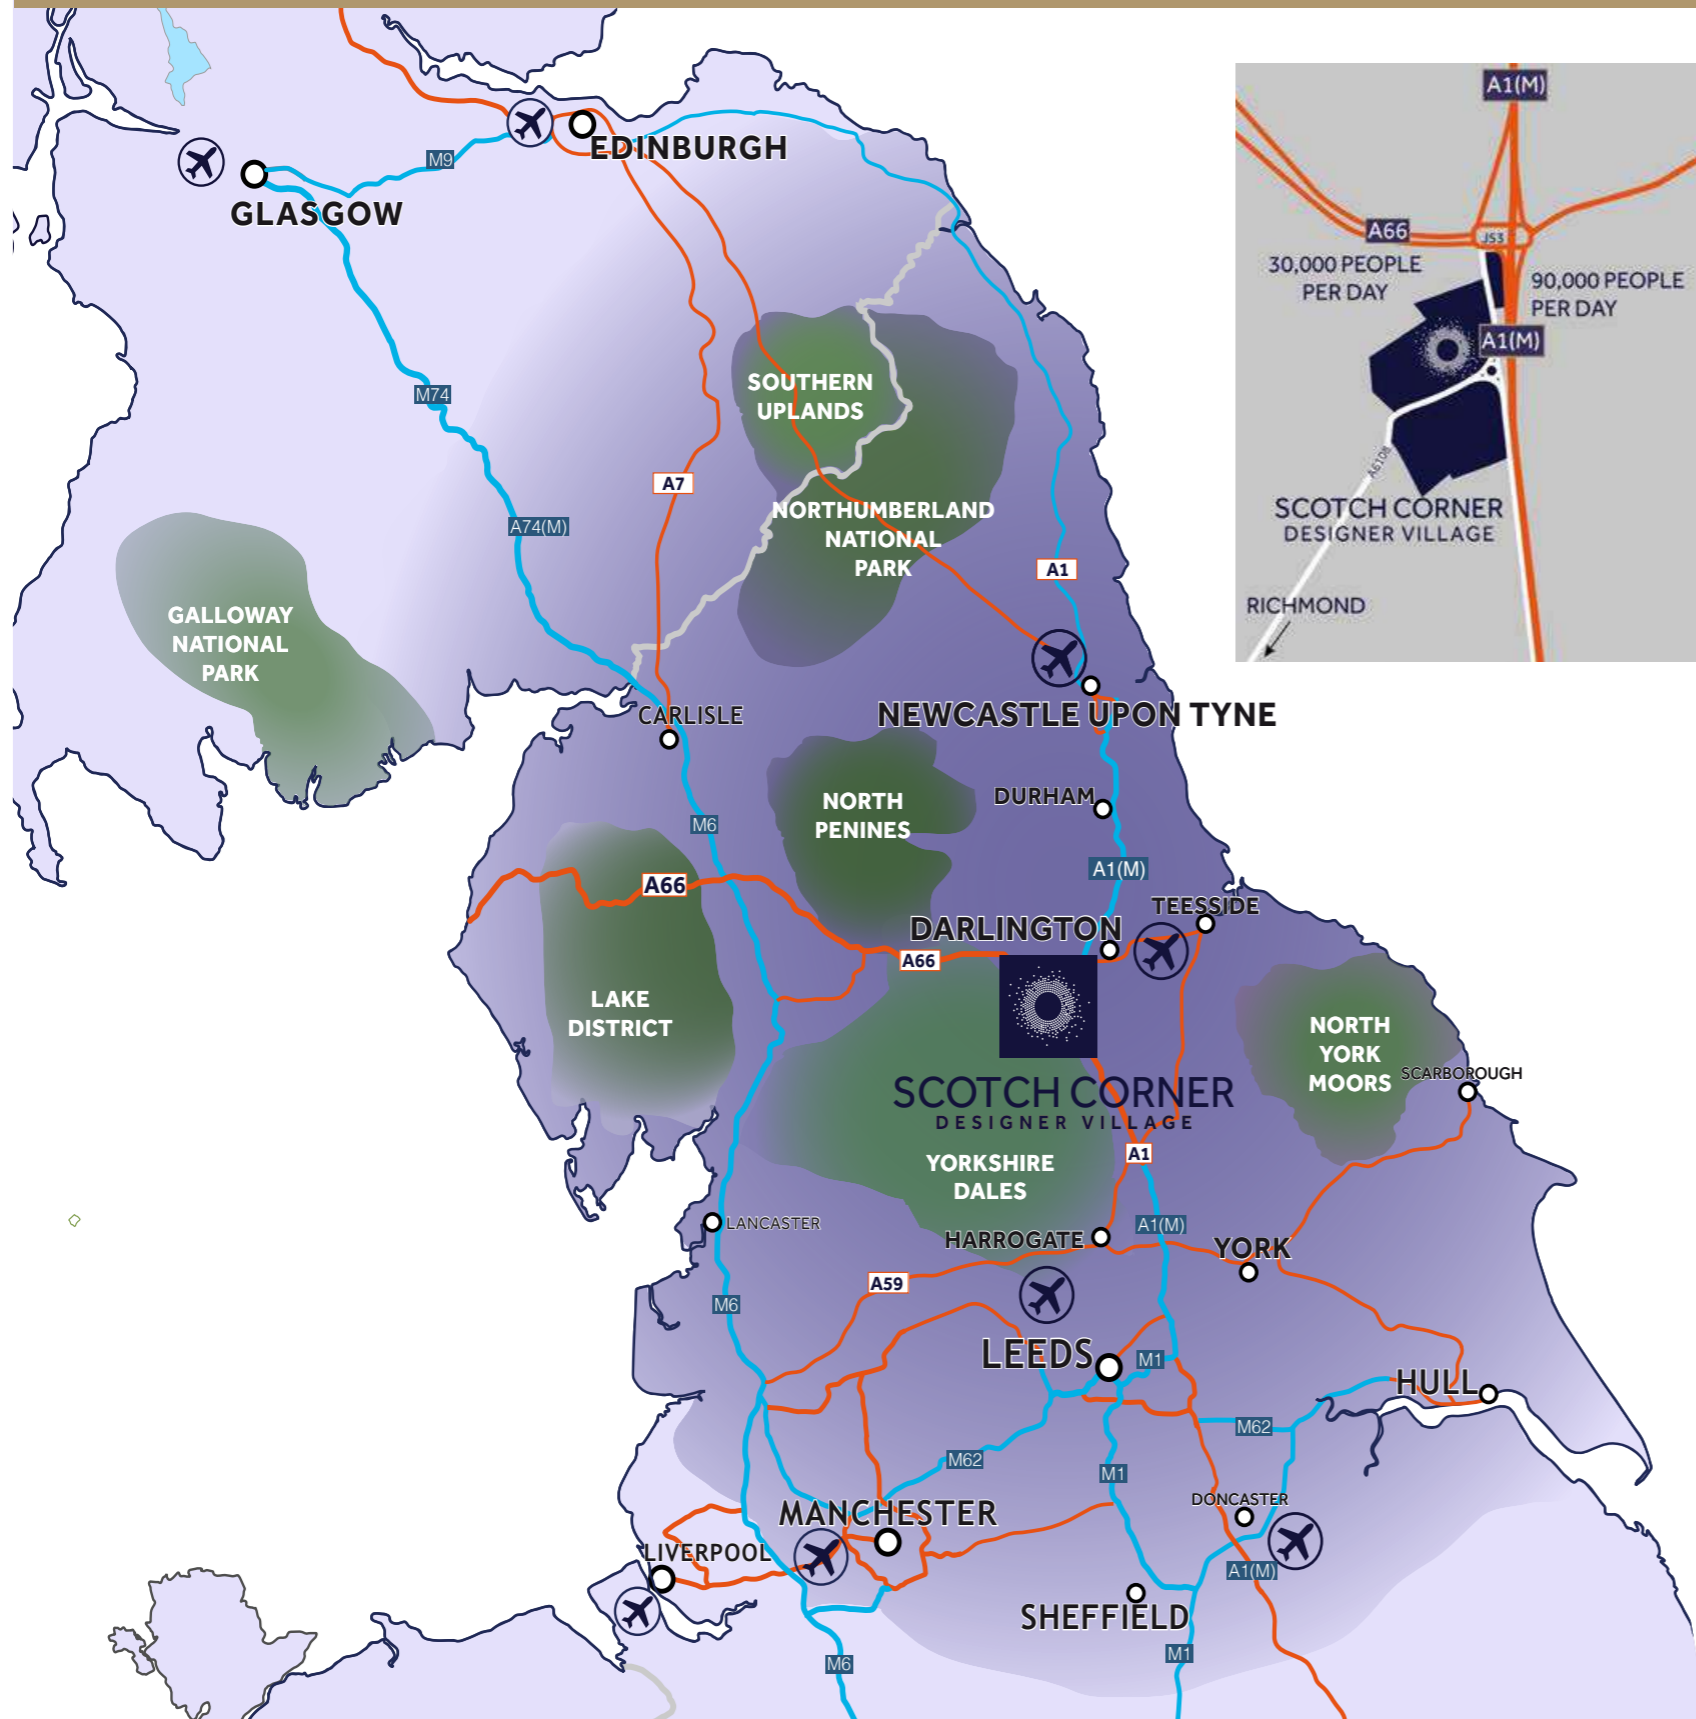 EDINBURGH
M9
GLASGOW
M74
SOUTHERN
UPLANDS
A7
A74(M)
NORTHUMBERLAND
NATIONAL
PARK
A1
GALLOWAY
NATIONAL
PARK
CARLISLE
NEWCASTLE UPON TYNE
NORTH
PENINES
DURHAM
M6
A1(M)
A66
TEESSIDE
DARLINGTON
A66
LAKE
DISTRICT
NORTH
YORK
MOORS
SCARBOROUGH
SCOTCH CORNER
DESIGNER VILLAGE
A1
YORKSHIRE
DALES
LANCASTER
A1(M)
HARROGATE
YORK
A59
M6
LEEDS
M1
HULL
M62
M62
M1
DONCASTER
MANCHESTER
LIVERPOOL
A1(M)
SHEFFIELD
M1
M6
A1(M)
A66
J53
30,000 PEOPLE
PER DAY
90,000 PEOPLE
PER DAY
A1(M)
A6108
SCOTCH CORNER
DESIGNER VILLAGE
RICHMOND